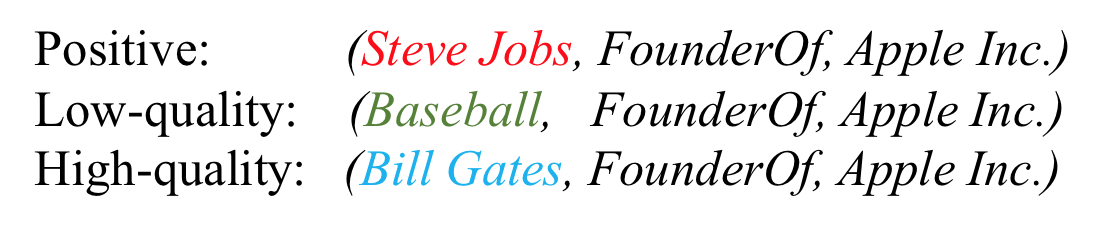 Positive: (Steve Jobs, FounderOf, Apple Inc.)
Low-quality: (Baseball, FounderOf, Apple Inc.)
High-quality: (Bill Gates, FounderOf, Apple Inc.)